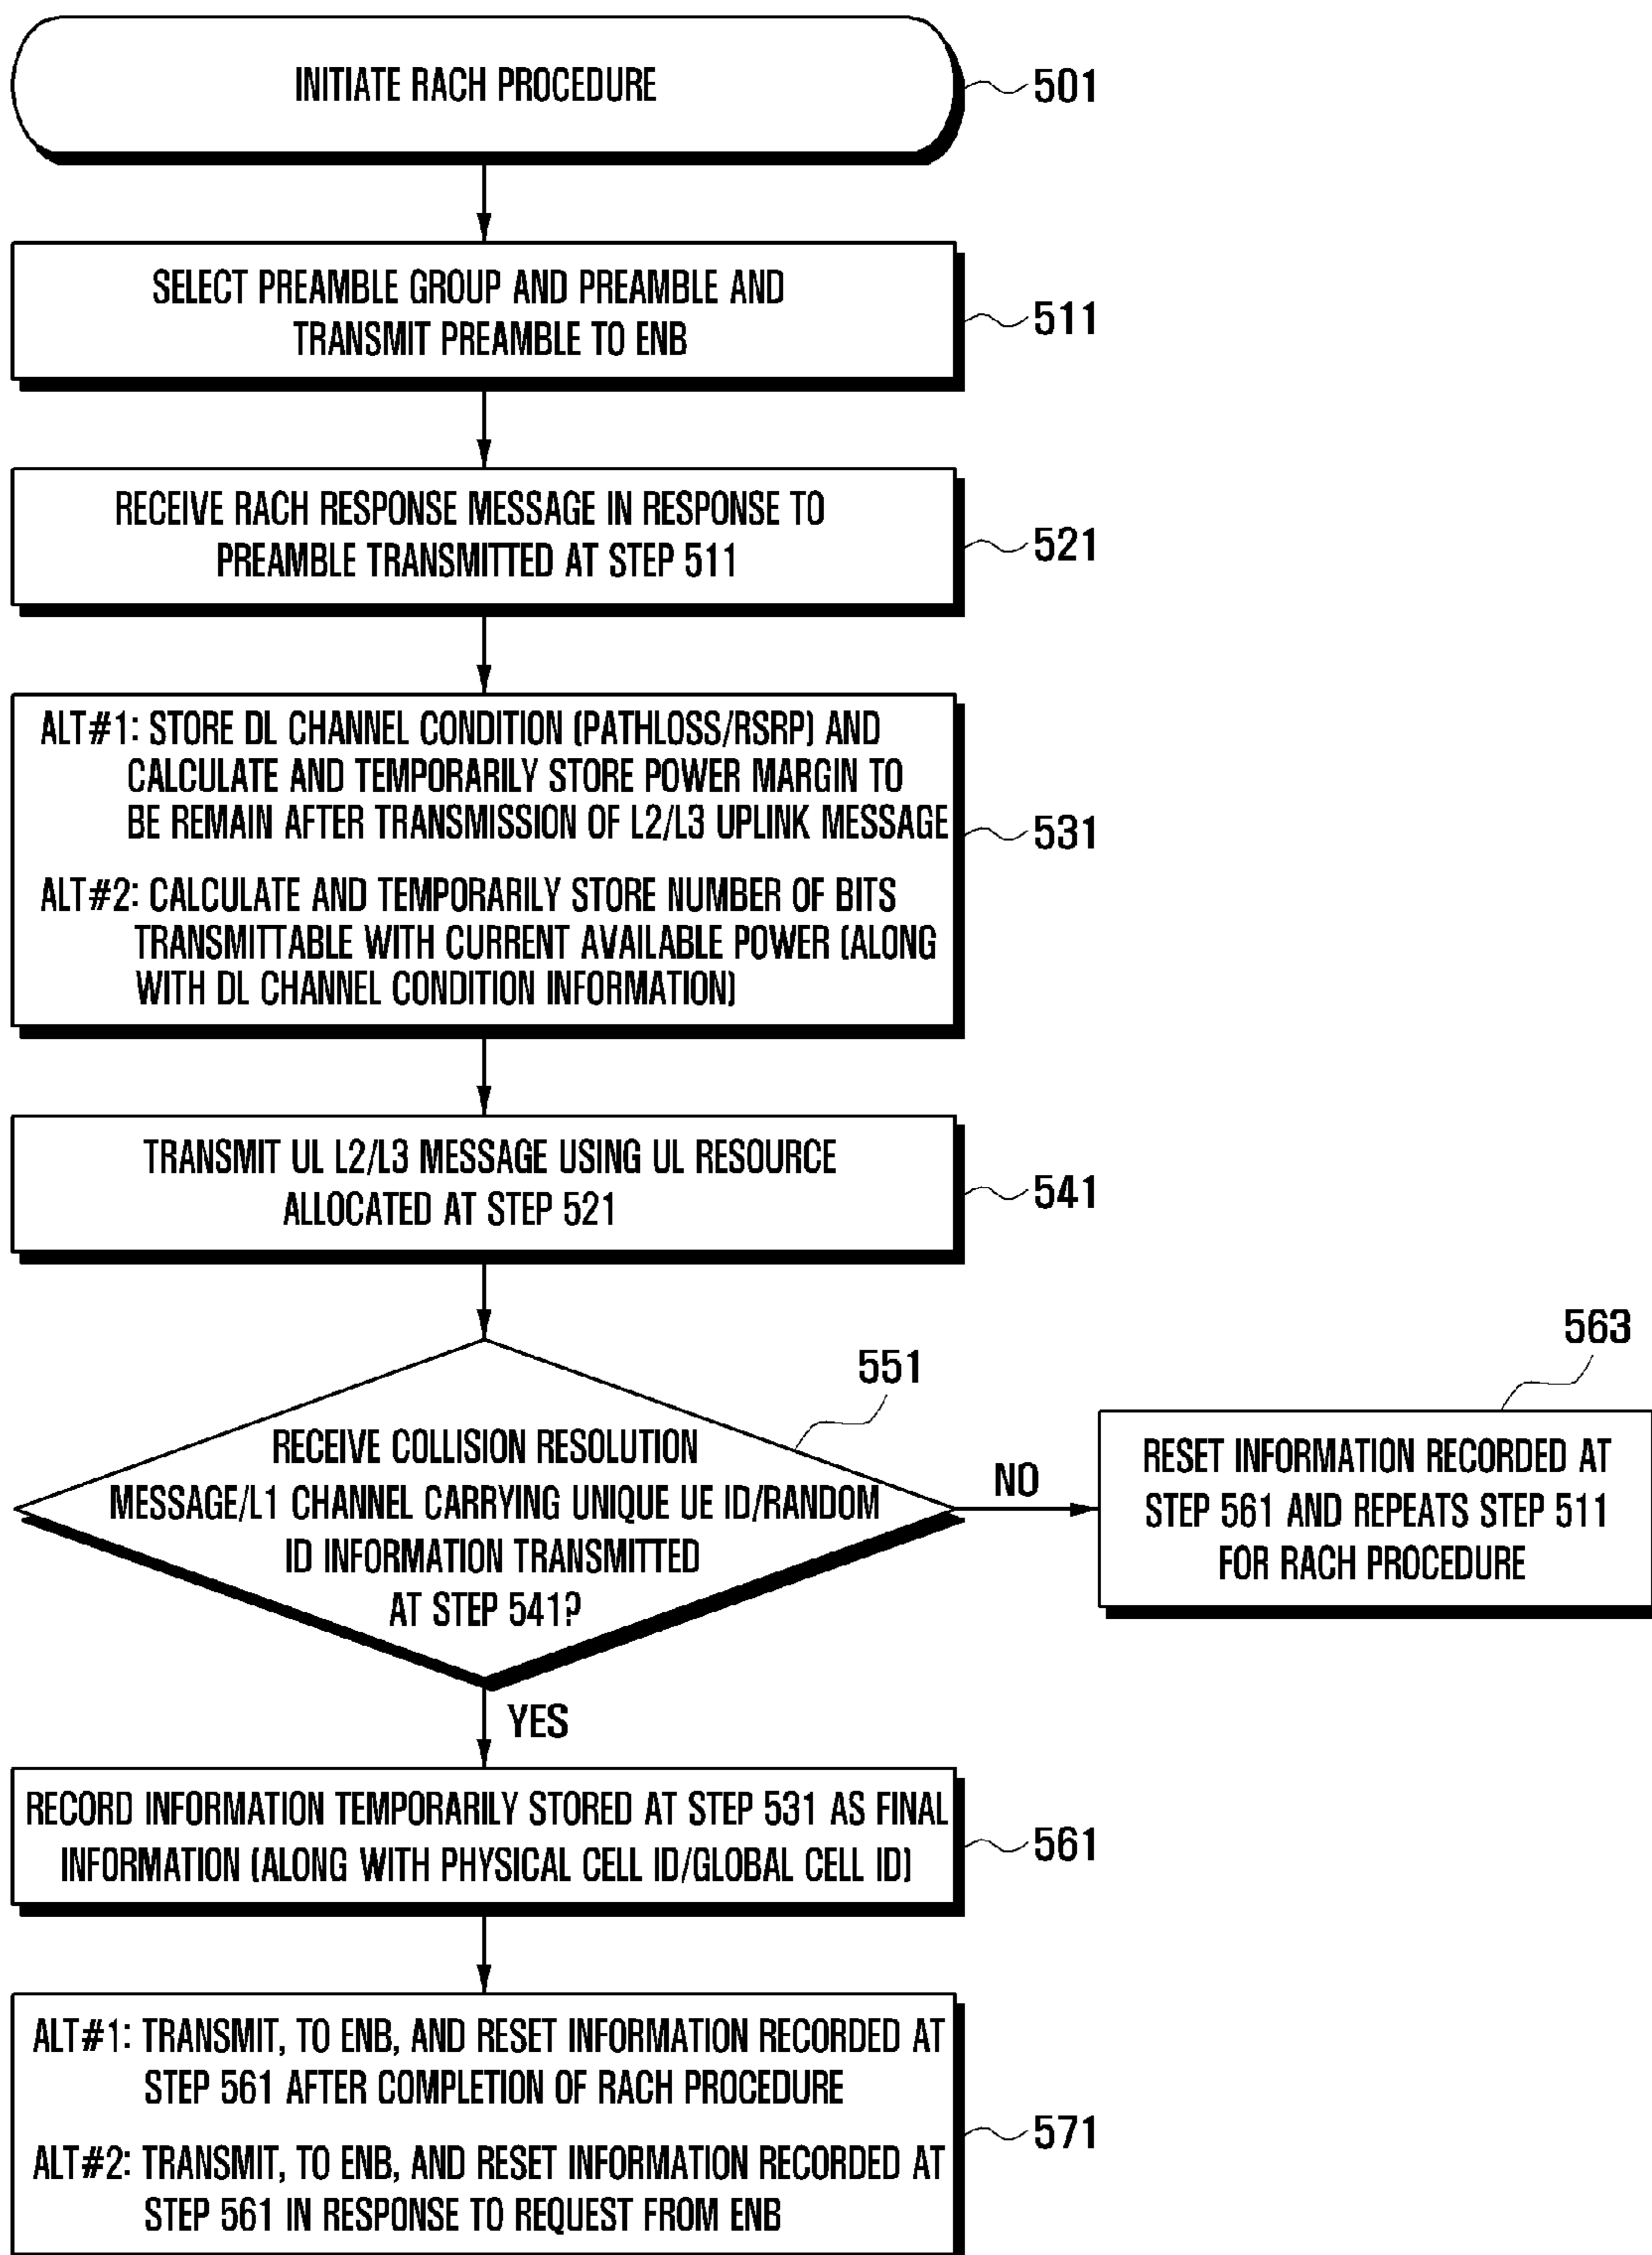 INITIATE RACH PROCEDURE
501
SELECT PREAMBLE GROUP AND PREAMBLE AND
TRANSMIT PREAMBLE TO ENB
511
RECEIVE RACH RESPONSE MESSAGE IN RESPONSE TO
PREAMBLE TRANSMITTED AT STEP 511
521
ALT#1: STORE DL CHANNEL CONDITION (PATHLOSS/RSRP) AND
CALCULATE AND TEMPORARILY STORE POWER MARGIN TO
BE REMAIN AFTER TRANSMISSION OF L2/L3 UPLINK MESSAGE
ALT#2: CALCULATE AND TEMPORARILY STORE NUMBER OF BITS
TRANSMITTABLE WITH CURRENT AVAILABLE POWER (ALONG
WITH DL CHANNEL CONDITION INFORMATION)
531
TRANSMIT UL L2/L3 MESSAGE USING UL RESOURCE
ALLOCATED AT STEP 521
541
RECEIVE COLLISION RESOLUTION
MESSAGE/L1 CHANNEL CARRYING UNIQUE UE ID/RANDOM
ID INFORMATION TRANSMITTED
AT STEP 541?
551
NO
563
RESET INFORMATION RECORDED AT
STEP 561 AND REPEATS STEP 511
FOR RACH PROCEDURE
YES
RECORD INFORMATION TEMPORARILY STORED AT STEP 531 AS FINAL
INFORMATION (ALONG WITH PHYSICAL CELL ID/GLOBAL CELL ID)
561
ALT#1: TRANSMIT, TO ENB, AND RESET INFORMATION RECORDED AT
STEP 561 AFTER COMPLETION OF RACH PROCEDURE
ALT#2: TRANSMIT, TO ENB, AND RESET INFORMATION RECORDED AT
STEP 561 IN RESPONSE TO REQUEST FROM ENB
571